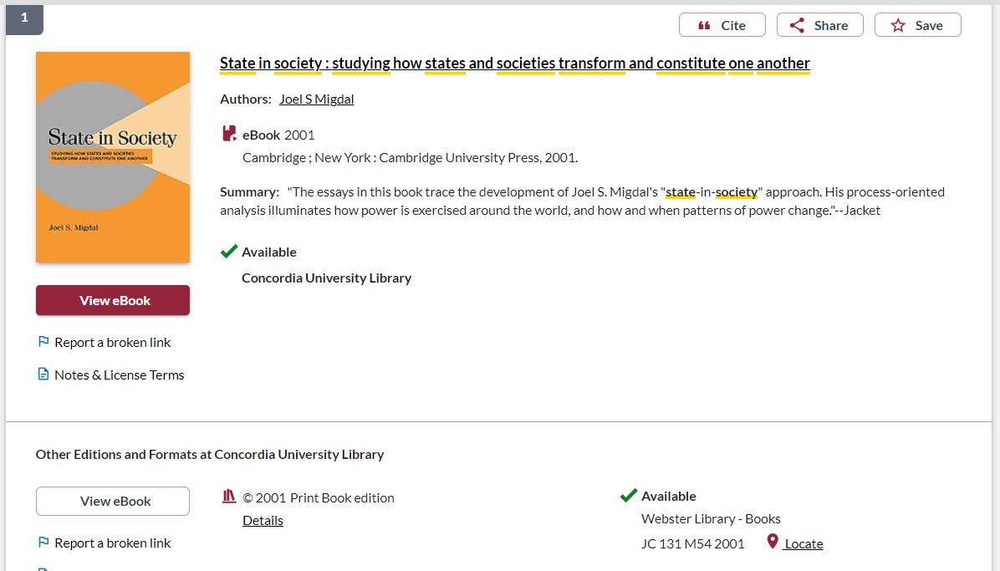 1
Cite
Share
Save
State in society : studying how states and societies transform and constitute one another
Authors: Joel S Migdal
eBook 2001
Cambridge ; New York : Cambridge University Press, 2001.
Summary: "The essays in this book trace the development of Joel S. Migdal's "state-in-society" approach. His process-oriented
analysis illuminates how power is exercised around the world, and how and when patterns of power change."--Jacket
Available
Concordia University Library
State in Society
STUDYING HOW STATES AND SOCIETIES
TRANSFORM AND CONSTITUTE ONE ANOTHER
Joel S. Migdal
View eBook
Report a broken link
Notes & License Terms
Other Editions and Formats at Concordia University Library
View eBook
Report a broken link
© 2001 Print Book edition
Details
Available
Webster Library - Books
JC 131 M54 2001 Locate